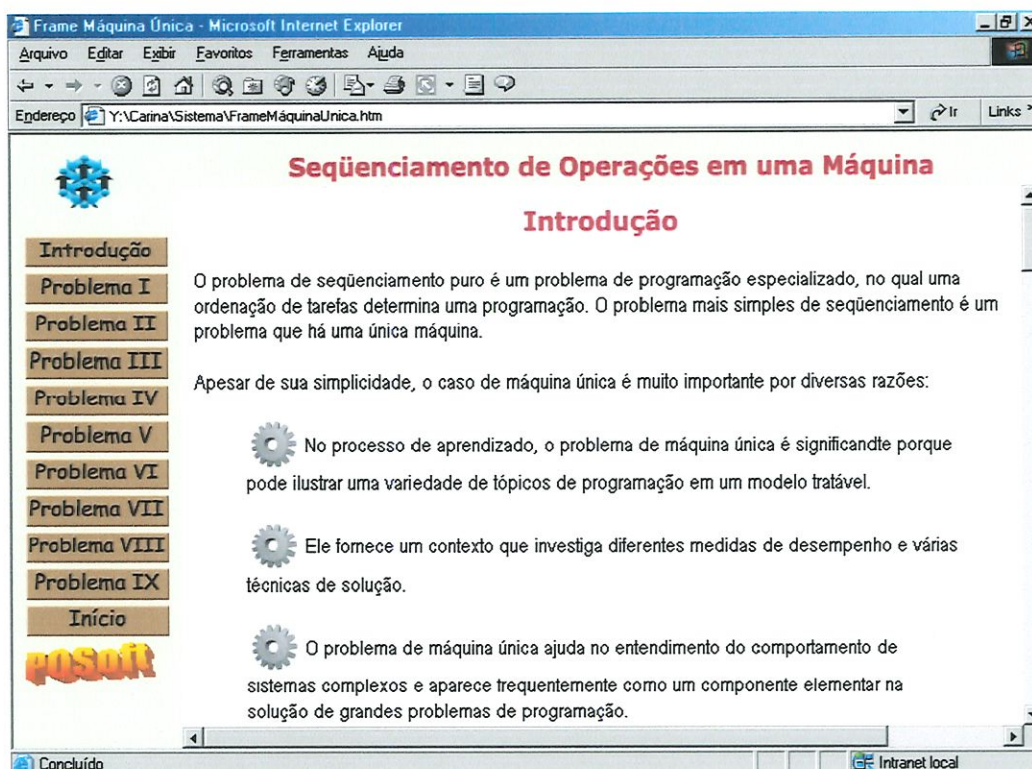 Frame Máquina Única - Microsoft Internet Explorer
Arquivo Editar Exibir Favoritos Ferramentas Ajuda
Endereço Y:\Carina\Sistema\FrameMáquinaUnica.htm Ir Links »
Seqüenciamento de Operações em uma Máquina
Introdução
Introdução
Problema I
Problema II
Problema III
Problema IV
Problema V
Problema VI
Problema VII
Problema VIII
Problema IX
Início
POSoft
O problema de seqüenciamento puro é um problema de programação especializado, no qual uma
ordenação de tarefas determina uma programação. O problema mais simples de seqüenciamento é um
problema que há uma única máquina.
Apesar de sua simplicidade, o caso de máquina única é muito importante por diversas razões:
No processo de aprendizado, o problema de máquina única é significandte porque
pode ilustrar uma variedade de tópicos de programação em um modelo tratável.
Ele fornece um contexto que investiga diferentes medidas de desempenho e várias
técnicas de solução.
O problema de máquina única ajuda no entendimento do comportamento de
sistemas complexos e aparece frequentemente como um componente elementar na
solução de grandes problemas de programação.
Concluído Intranet local